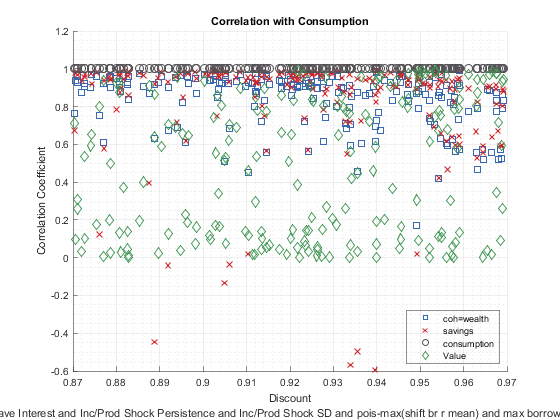 Correlation with Consumption
1.2
1
0.8
0.6
0.4
0.2
0
-0.2
-0.4
-0.6
Correlation Coefficient
coh=wealth
savings
consumption
Value
0.87 0.88 0.89 0.9 0.91 0.92 0.93 0.94 0.95 0.96 0.97
Discount
ave Interest and Inc/Prod Shock Persistence and Inc/Prod Shock SD and pois-max(shift br r mean) and max borrow